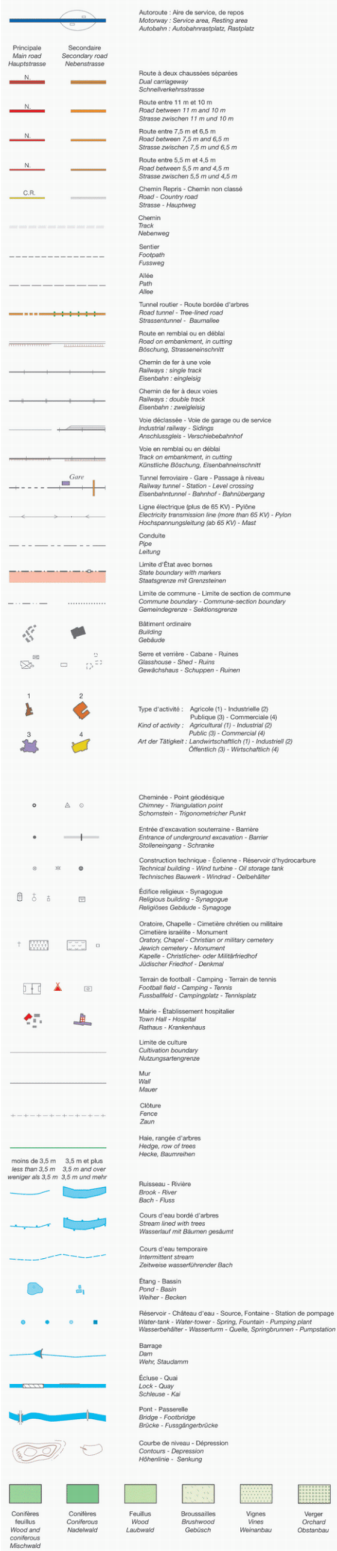 Autoroute : Aire de service, de repos
Motorway : Service area, Resting area
Autobahn : Autobahnrastplatz, Rastplatz
Principale
Main road
Hauptstrasse
Secondaire
Secondary road
Nebenstrasse
N.
Route à deux chaussées séparées
Dual carriageway
Schnellverkehrsstrasse
N.
Route entre 11 m et 10 m
Road between 11 m and 10 m
Strasse zwischen 11 m und 10 m
N.
Route entre 7,5 m et 6,5 m
Road between 7,5 m and 6,5 m
Strasse zwischen 7,5 m und 6,5 m
N.
Route entre 5,5 m et 4,5 m
Road between 5,5 m and 4,5 m
Strasse zwischen 5,5 m und 4,5 m
C.R.
Chemin Repris - Chemin non classé
Road - Country road
Strasse - Hauptweg
Chemin
Track
Nebenweg
Sentier
Footpath
Fussweg
Allée
Path
Allee
Tunnel routier - Route bordée d'arbres
Road tunnel - Tree-lined road
Strassentunnel - Baumallee
Route en remblai ou en déblai
Road on embankment, in cutting
Böschung, Strasseneinschnitt
Chemin de fer à une voie
Railways : single track
Eisenbahn : eingleisig
Chemin de fer à deux voies
Railways : double track
Eisenbahn : zweigleisig
Voie déclassée - Voie de garage ou de service
Industrial railway - Sidings
Anschlussgleis - Verschiebebahnhof
Voie en remblai ou en déblai
Track on embankment, in cutting
Künstliche Böschung, Eisenbahneinschnitt
Gare
Tunnel ferroviaire - Gare - Passage à niveau
Railway tunnel - Station - Level crossing
Eisenbahntunnel - Bahnhof - Bahnübergang
Ligne électrique (plus de 65 KV) - Pylône
Electricity transmission line (more than 65 KV) - Pylon
Hochspannungsleitung (ab 65 KV) - Mast
Conduite
Pipe
Leitung
Limite d'État avec bornes
State boundary with markers
Staatsgrenze mit Grenzsteinen
Limite de commune - Limite de section de commune
Commune boundary - Commune-section boundary
Gemeindegrenze - Sektionsgrenze
Bâtiment ordinaire
Building
Gebäude
Serre et verrière - Cabane - Ruines
Glasshouse - Shed - Ruins
Gewächshaus - Schuppen - Ruinen
1 2
3 4
Type d'activité : Agricole (1) - Industrielle (2)
Publique (3) - Commerciale (4)
Kind of activity : Agricultural (1) - Industrial (2)
Public (3) - Commercial (4)
Art der Tätigkeit : Landwirtschaftlich (1) - Industriell (2)
Öffentlich (3) - Wirtschaftlich (4)
Cheminée - Point géodésique
Chimney - Triangulation point
Schornstein - Trigonometricher Punkt
Entrée d'excavation souterraine - Barrière
Entrance of underground excavation - Barrier
Stolleneingang - Schranke
Construction technique - Éolienne - Réservoir d'hydrocarbure
Technical building - Wind turbine - Oil storage tank
Technisches Bauwerk - Windrad - Oelbehälter
Édifice religieux - Synagogue
Religious building - Synagogue
Religiöses Gebäude - Synagoge
Oratoire, Chapelle - Cimetière chrétien ou militaire
Cimetière israélite - Monument
Oratory, Chapel - Christian or military cemetery
Jewich cemetery - Monument
Kapelle - Christlicher- oder Militärfriedhof
Jüdischer Friedhof - Denkmal
Terrain de football - Camping - Terrain de tennis
Football field - Camping - Tennis
Fussballfeld - Campingplatz - Tennisplatz
Mairie - Établissement hospitalier
Town Hall - Hospital
Rathaus - Krankenhaus
Limite de culture
Cultivation boundary
Nutzungsartengrenze
Mur
Wall
Mauer
Clôture
Fence
Zaun
Haie, rangée d'arbres
Hedge, row of trees
Hecke, Baumreihen
moins de 3,5 m
less than 3,5 m
weniger als 3,5 m
3,5 m et plus
3,5 m and over
3,5 m und mehr
Ruisseau - Rivière
Brook - River
Bach - Fluss
Cours d'eau bordé d'arbres
Stream lined with trees
Wasserlauf mit Bäumen gesäumt
Cours d'eau temporaire
Intermittent stream
Zeitweise wasserführender Bach
Étang - Bassin
Pond - Basin
Weiher - Becken
Réservoir - Château d'eau - Source, Fontaine - Station de pompage
Water-tank - Water-tower - Spring, Fountain - Pumping plant
Wasserbehälter - Wasserturm - Quelle, Springbrunnen - Pumpstation
Barrage
Dam
Wehr, Staudamm
Écluse - Quai
Lock - Quay
Schleuse - Kai
Pont - Passerelle
Bridge - Footbridge
Brücke - Fussgängerbrücke
Courbe de niveau - Dépression
Contours - Depression
Höhenlinie - Senkung
Conifères
feuillus
Wood and
coniferous
Mischwald
Conifères
Coniferous
Nadelwald
Feuillus
Wood
Laubwald
Broussailles
Brushwood
Gebüsch
Vignes
Vines
Weinanbau
Verger
Orchard
Obstanbau